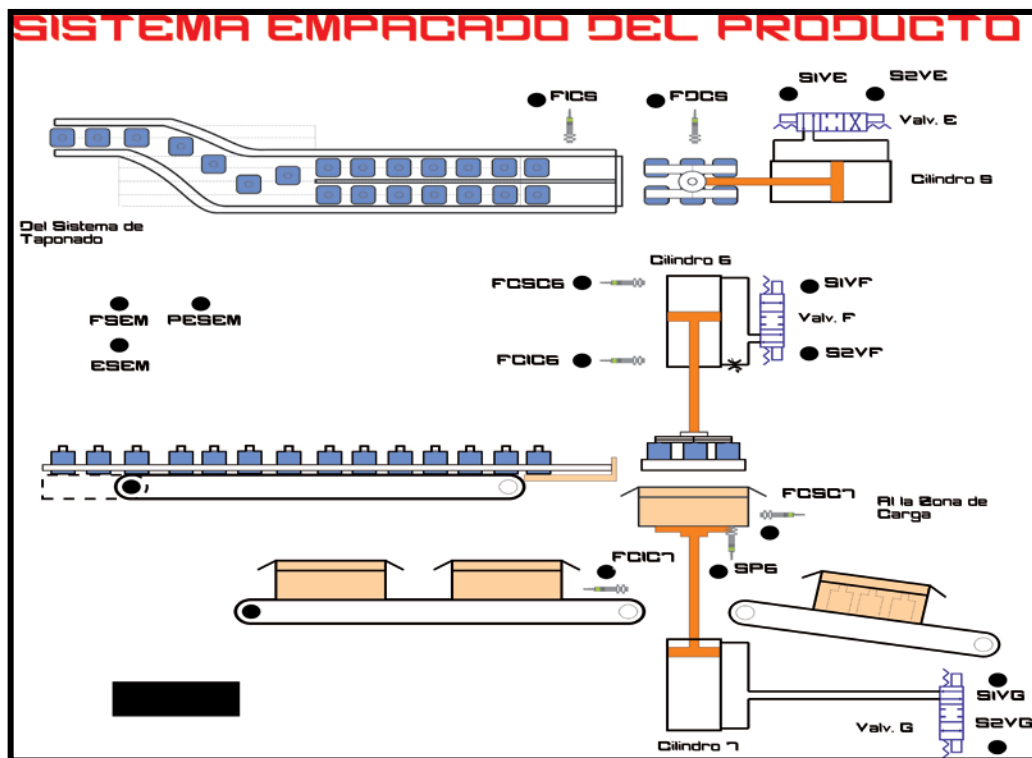 SISTEMA EMPACADO DEL PRODUCTO
S1VE S2VE
FICS FDCS
Valv. E
Cilindro 5
Del Sistema de
Taponado
Cilindro 6
FCSC6 S1VF
FSEM PESEM Valv. F
ESEM FCIC6 S2VF
FCSC7
Al la Zona de
Carga
FCIC7 SP6
S1VG
Valv. G S2VG
Cilindro 7